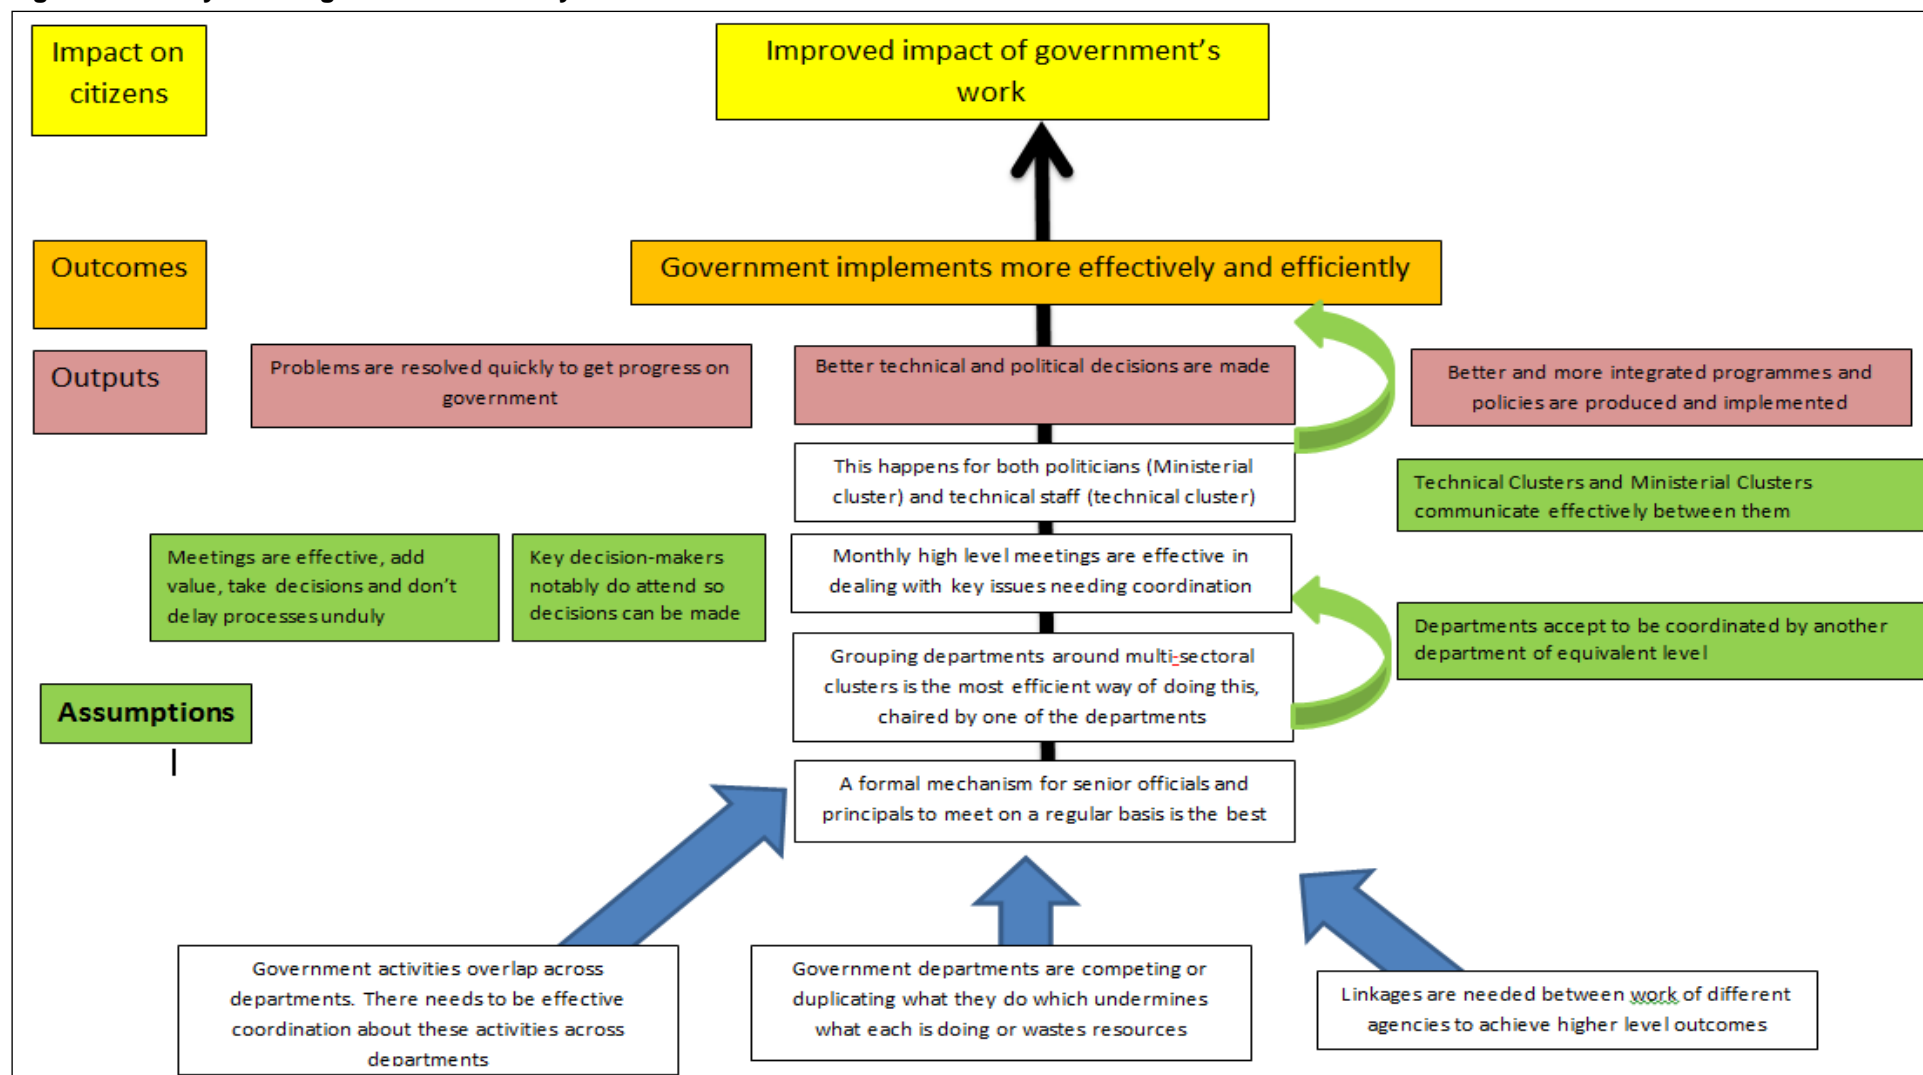 Impact on
citizens
Improved impact of government's
work
Outcomes
Government implements more effectively and efficiently
Outputs
Problems are resolved quickly to get progress on
government
Better technical and political decisions are made
Better and more integrated programmes and
policies are produced and implemented
This happens for both politicians (Ministerial
cluster) and technical staff (technical cluster)
Technical Clusters and Ministerial Clusters
communicate effectively between them
Meetings are effective, add
value, take decisions and don't
delay processes unduly
Key decision-makers
notably do attend so
decisions can be made
Monthly high level meetings are effective in
dealing with key issues needing coordination
Departments accept to be coordinated by another
department of equivalent level
Grouping departments around multi-sectoral
clusters is the most efficient way of doing this,
chaired by one of the departments
Assumptions
A formal mechanism for senior officials and
principals to meet on a regular basis is the best
Government activities overlap across
departments. There needs to be effective
coordination about these activities across
departments
Government departments are competing or
duplicating what they do which undermines
what each is doing or wastes resources
Linkages are needed between work of different
agencies to achieve higher level outcomes